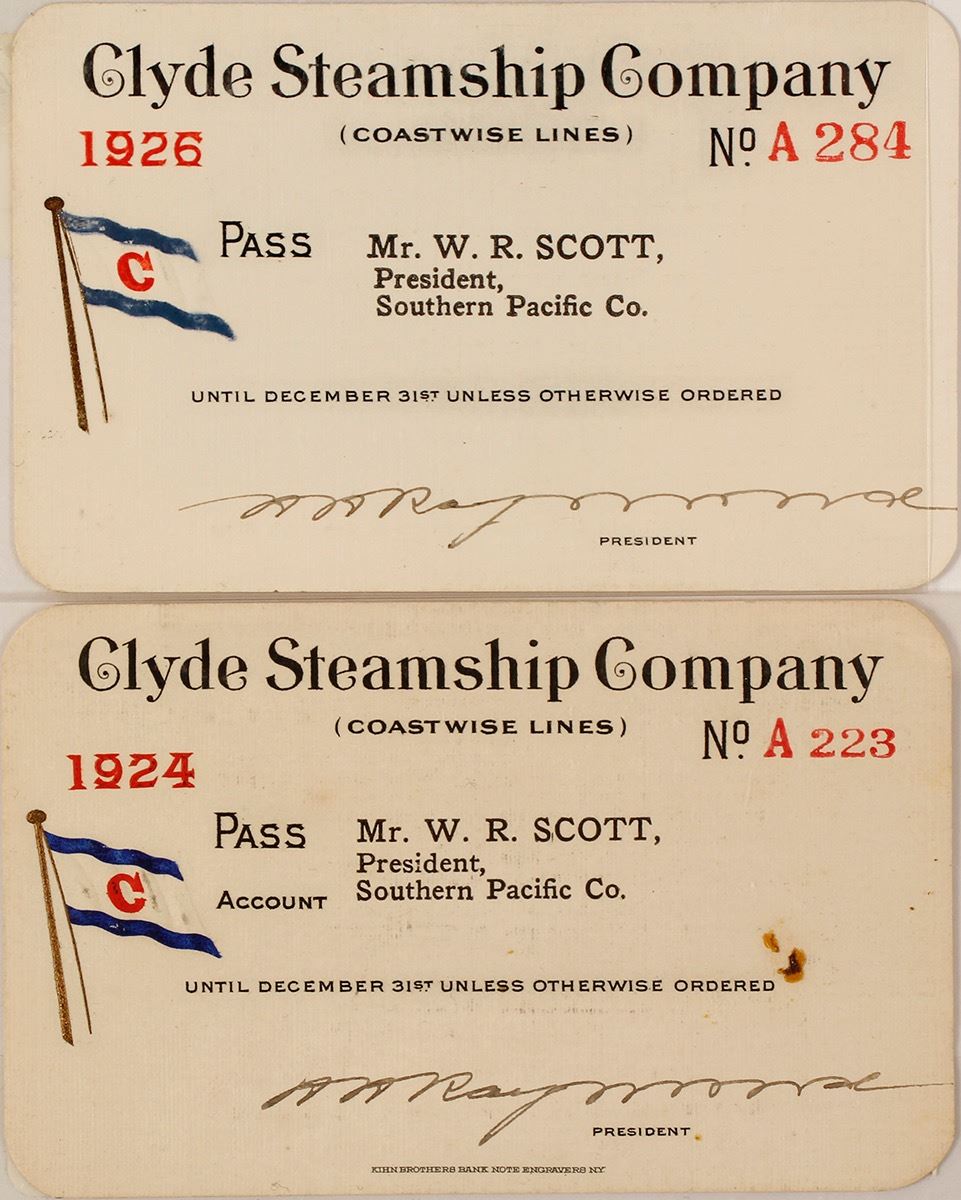 Clyde Steamship Company
(COASTWISE LINES)
1926 No. A 284
C
PASS Mr. W. R. SCOTT,
President,
Southern Pacific Co.
UNTIL DECEMBER 31ST UNLESS OTHERWISE ORDERED
H H Raymond
PRESIDENT
Clyde Steamship Company
(COASTWISE LINES)
1924 No. A 223
C
PASS Mr. W. R. SCOTT,
President,
ACCOUNT Southern Pacific Co.
UNTIL DECEMBER 31ST UNLESS OTHERWISE ORDERED
H H Raymond
PRESIDENT
KIHN BROTHERS BANK NOTE ENGRAVERS N.Y.